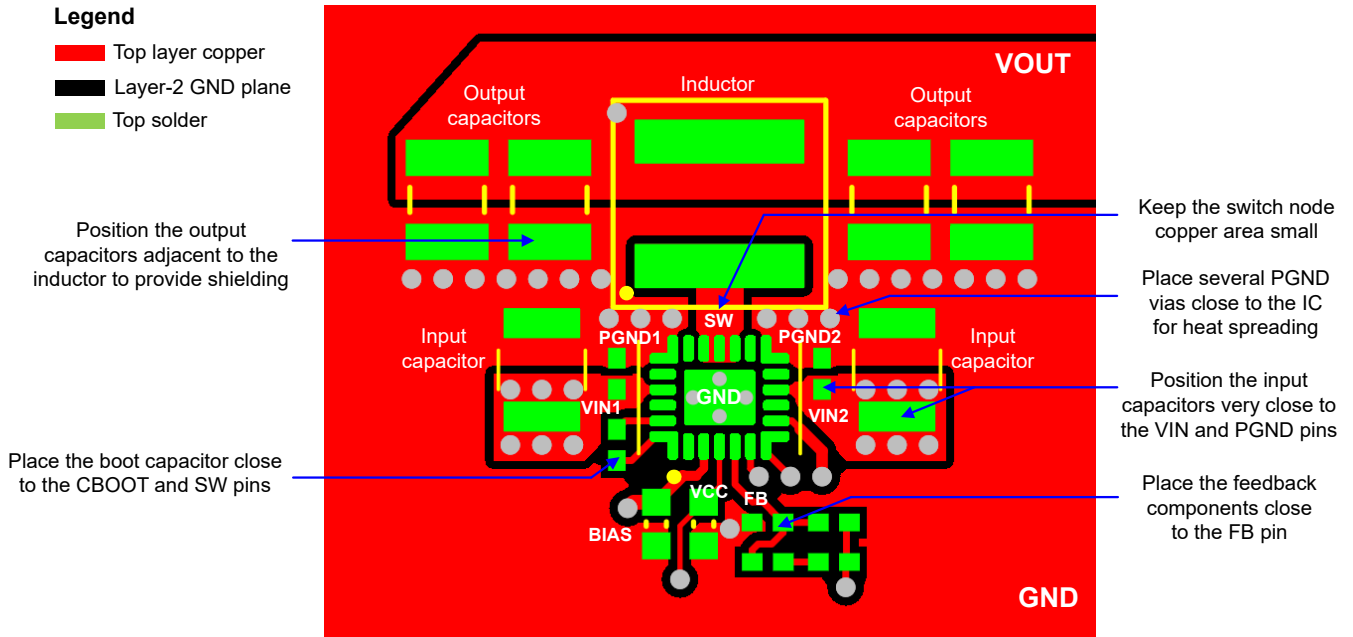 Legend
Top layer copper
Layer-2 GND plane
Top solder
VOUT
Output
capacitors
Inductor
Output
capacitors
Position the output
capacitors adjacent to the
inductor to provide shielding
Keep the switch node
copper area small
Place several PGND
vias close to the IC
for heat spreading
Input
capacitor
PGND1
SW
PGND2
Input
capacitor
VIN1
GND
VIN2
Position the input
capacitors very close to
the VIN and PGND pins
Place the boot capacitor close
to the CBOOT and SW pins
VCC
FB
BIAS
Place the feedback
components close
to the FB pin
GND